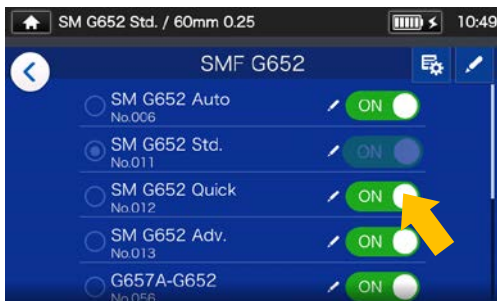 SM G652 Std. / 60mm 0.25
10:49
SMF G652
SM G652 Auto
No.006
ON
SM G652 Std.
No.011
ON
SM G652 Quick
No.012
ON
SM G652 Adv.
No.013
ON
G657A-G652
No.056
ON